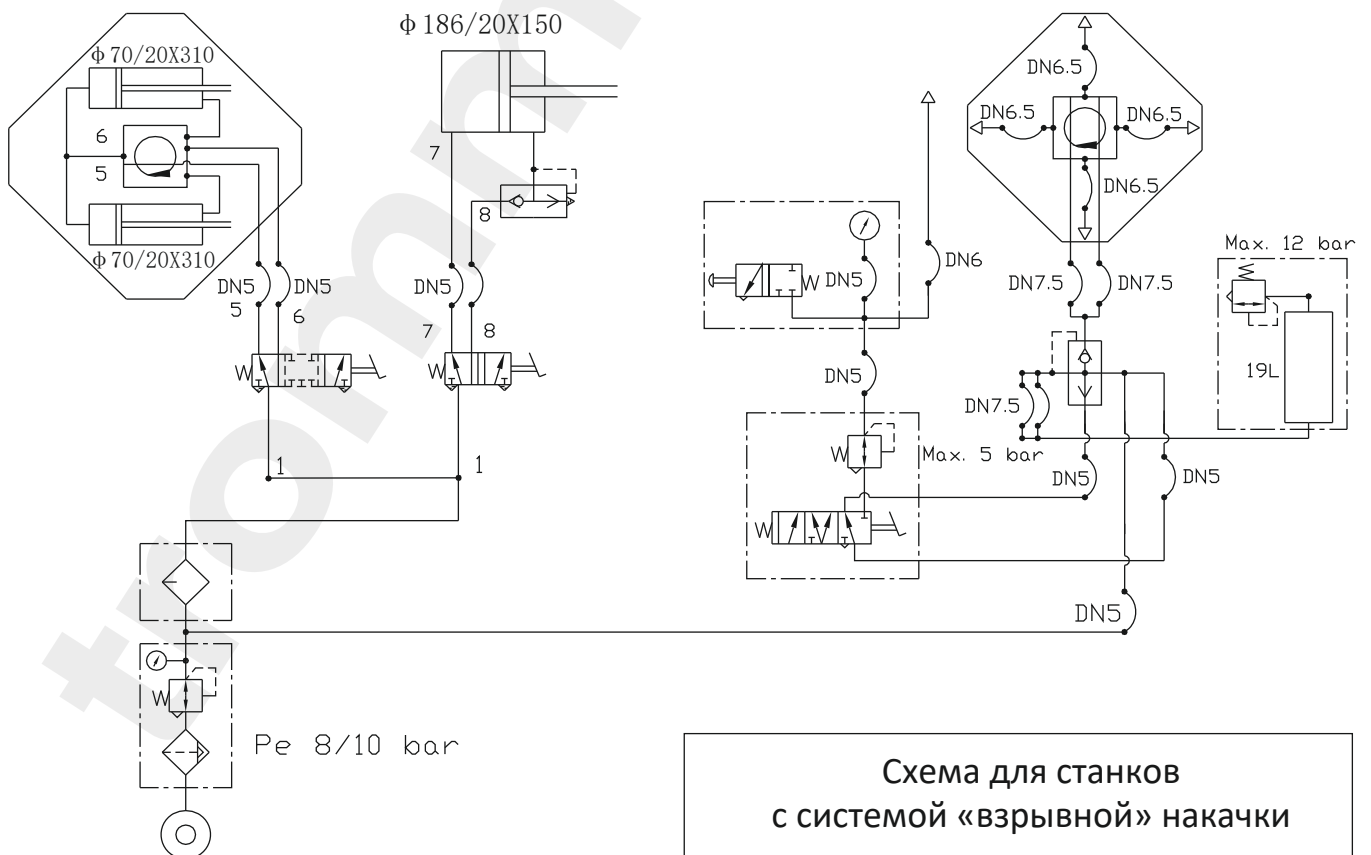 ф 186/20X150
ф 70/20X310
6
5
ф 70/20X310
7
8
DN5
DN5
5
6
DN5
7
8
1
1
DN6.5
DN6.5
DN6.5
DN6.5
DN5
DN6
DN7.5
DN7.5
Max. 12 bar
19L
DN5
DN7.5
Max. 5 bar
DN5
DN5
DN5
Pe 8/10 bar
Схема для станков
с системой «взрывной» накачки
tromm